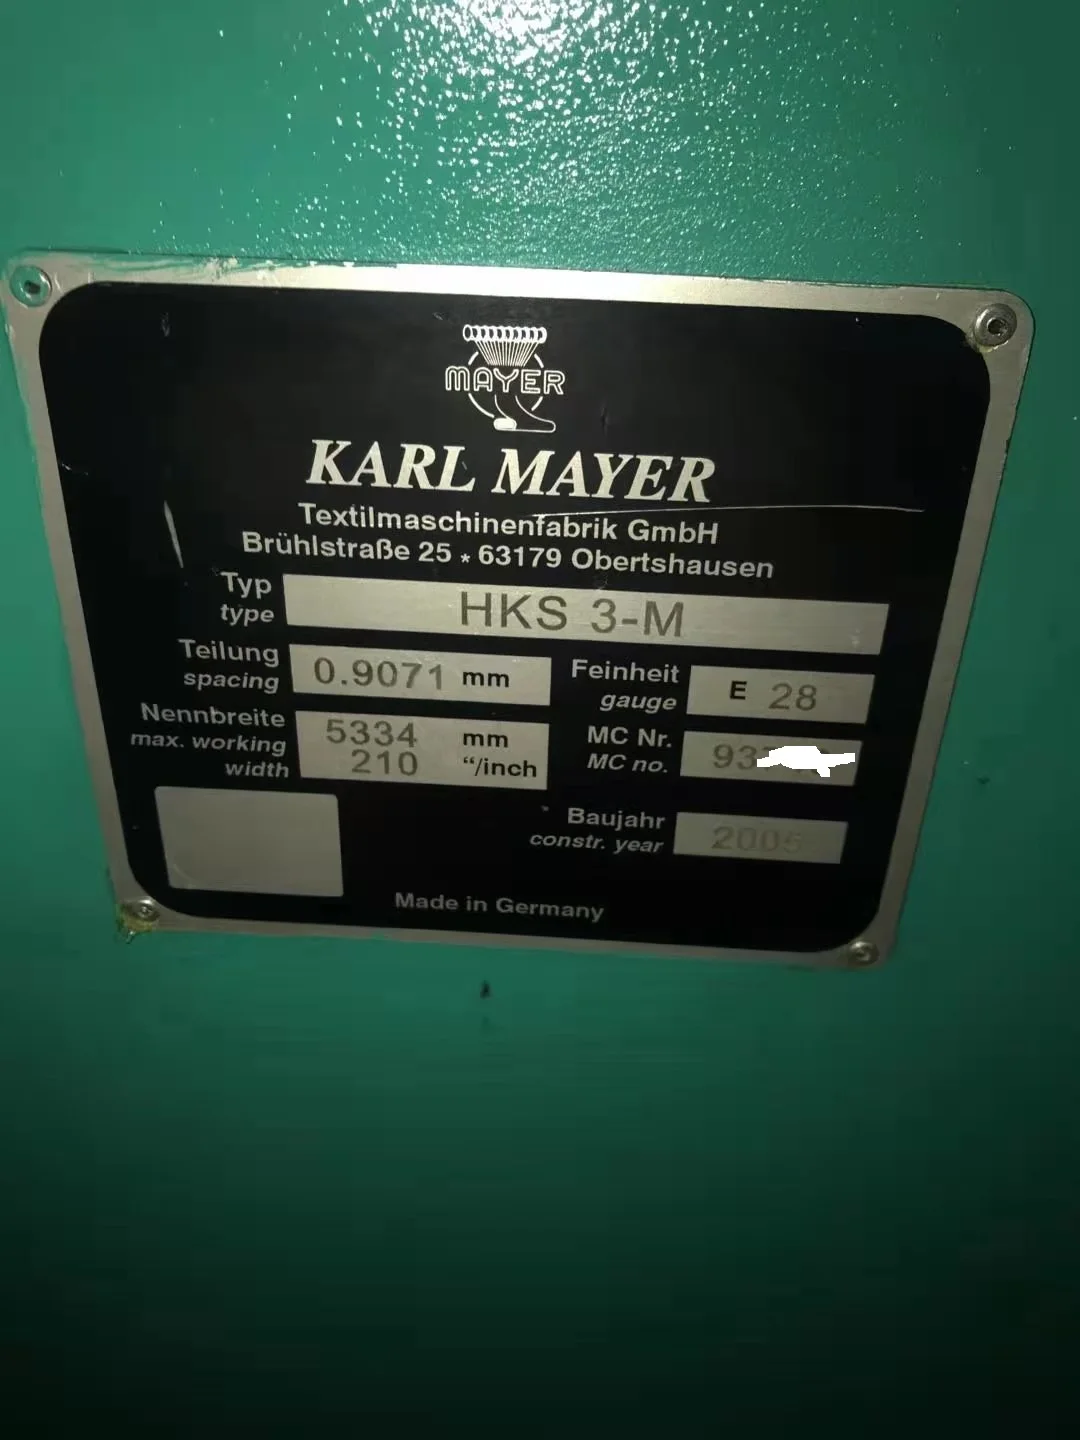 MAYER
KARL MAYER
Textilmaschinenfabrik GmbH
Brühlstraße 25 * 63179 Obertshausen
Typ
type
HKS 3-M
Teilung
spacing
0.9071 mm
Feinheit
gauge
E 28
Nennbreite
max. working
width
5334 mm
210 “/inch
MC Nr.
MC no.
Baujahr
constr. year
2005
Made in Germany